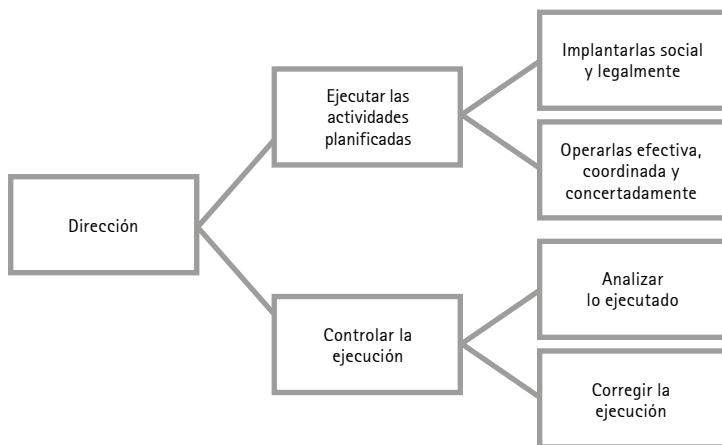 Dirección
Ejecutar las
actividades
planificadas
Implantarlas social
y legalmente
Operarlas efectiva,
coordinada y
concertadamente
Controlar la
ejecución
Analizar
lo ejecutado
Corregir la
ejecución